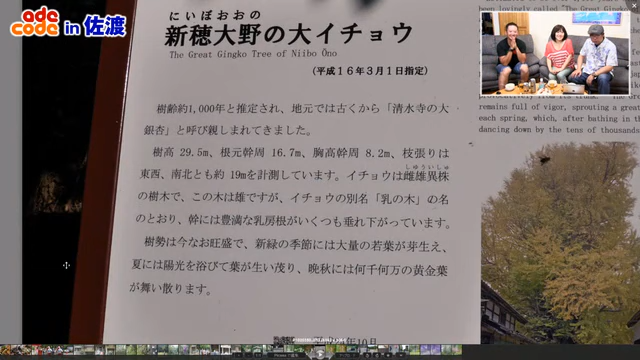 adecode in 佐渡
にいぼおおの
新穂大野の大イチョウ
The Great Gingko Tree of Niibo Ōno
（平成１６年３月１日指定）
樹齢約1,000年と推定され、地元では古くから「清水寺の大
銀杏」と呼び親しまれてきました。
樹高 29.5m、根元幹周 16.7m、胸高幹周 8.2m、枝張りは
しゆういしゅ
東西、南北とも約 19mを計測しています。イチョウは雌雄異株
の樹木で、この木は雄ですが、イチョウの別名「乳の木」の名
のとおり、幹には豊満な乳房根がいくつも垂れ下がっています。
樹勢は今なお旺盛で、新緑の季節には大量の若葉が芽生え、
夏には陽光を浴びて葉が生い茂り、晩秋には何千何万の黄金葉
が舞い散ります。
remains full of vigor, sprouting a great
each spring, which, after bathing in th
dancing down by the tens of thousands